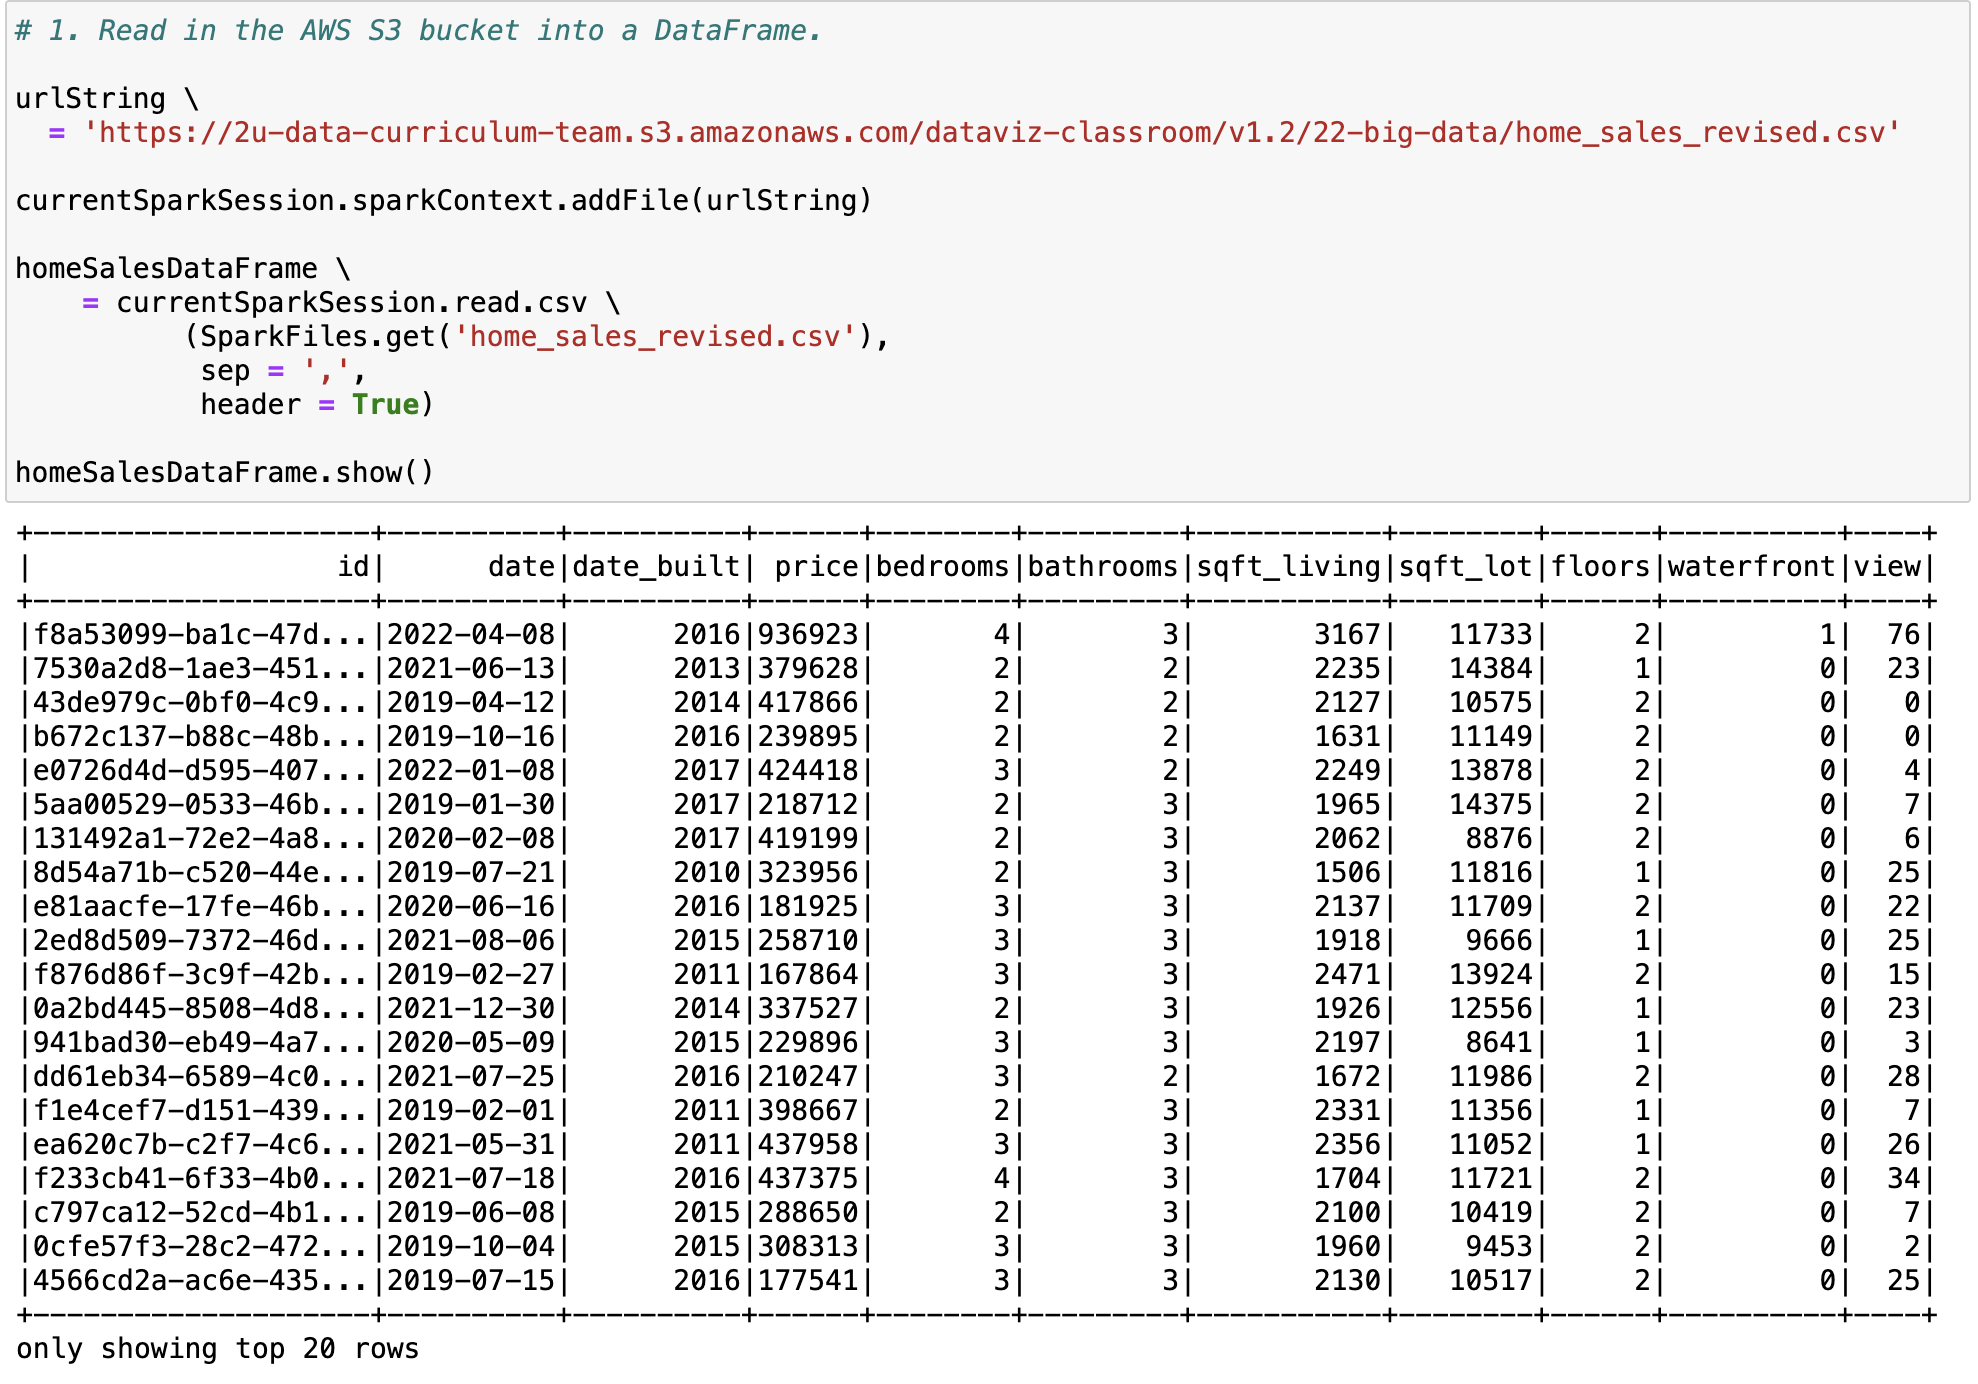 # 1. Read in the AWS S3 bucket into a DataFrame.
urlString \
  = 'https://2u-data-curriculum-team.s3.amazonaws.com/dataviz-classroom/v1.2/22-big-data/home_sales_revised.csv'
currentSparkSession.sparkContext.addFile(urlString)
homeSalesDataFrame \
    = currentSparkSession.read.csv \
          (SparkFiles.get('home_sales_revised.csv'),
           sep = ',',
           header = True)
homeSalesDataFrame.show()
+--------------------+----------+----------+------+--------+---------+-----------+--------+------+----------+----+
|                  id|      date|date_built| price|bedrooms|bathrooms|sqft_living|sqft_lot|floors|waterfront|view|
+--------------------+----------+----------+------+--------+---------+-----------+--------+------+----------+----+
|f8a53099-ba1c-47d...|2022-04-08|      2016|936923|       4|        3|       3167|   11733|     2|         1|  76|
|7530a2d8-1ae3-451...|2021-06-13|      2013|379628|       2|        2|       2235|   14384|     1|         0|  23|
|43de979c-0bf0-4c9...|2019-04-12|      2014|417866|       2|        2|       2127|   10575|     2|         0|   0|
|b672c137-b88c-48b...|2019-10-16|      2016|239895|       2|        2|       1631|   11149|     2|         0|   0|
|e0726d4d-d595-407...|2022-01-08|      2017|424418|       3|        2|       2249|   13878|     2|         0|   4|
|5aa00529-0533-46b...|2019-01-30|      2017|218712|       2|        3|       1965|   14375|     2|         0|   7|
|131492a1-72e2-4a8...|2020-02-08|      2017|419199|       2|        3|       2062|    8876|     2|         0|   6|
|8d54a71b-c520-44e...|2019-07-21|      2010|323956|       2|        3|       1506|   11816|     1|         0|  25|
|e81aacfe-17fe-46b...|2020-06-16|      2016|181925|       3|        3|       2137|   11709|     2|         0|  22|
|2ed8d509-7372-46d...|2021-08-06|      2015|258710|       3|        3|       1918|    9666|     1|         0|  25|
|f876d86f-3c9f-42b...|2019-02-27|      2011|167864|       3|        3|       2471|   13924|     2|         0|  15|
|0a2bd445-8508-4d8...|2021-12-30|      2014|337527|       2|        3|       1926|   12556|     1|         0|  23|
|941bad30-eb49-4a7...|2020-05-09|      2015|229896|       3|        3|       2197|    8641|     1|         0|   3|
|dd61eb34-6589-4c0...|2021-07-25|      2016|210247|       3|        2|       1672|   11986|     2|         0|  28|
|f1e4cef7-d151-439...|2019-02-01|      2011|398667|       2|        3|       2331|   11356|     1|         0|   7|
|ea620c7b-c2f7-4c6...|2021-05-31|      2011|437958|       3|        3|       2356|   11052|     1|         0|  26|
|f233cb41-6f33-4b0...|2021-07-18|      2016|437375|       4|        3|       1704|   11721|     2|         0|  34|
|c797ca12-52cd-4b1...|2019-06-08|      2015|288650|       2|        3|       2100|   10419|     2|         0|   7|
|0cfe57f3-28c2-472...|2019-10-04|      2015|308313|       3|        3|       1960|    9453|     2|         0|   2|
|4566cd2a-ac6e-435...|2019-07-15|      2016|177541|       3|        3|       2130|   10517|     2|         0|  25|
+--------------------+----------+----------+------+--------+---------+-----------+--------+------+----------+----+
only showing top 20 rows